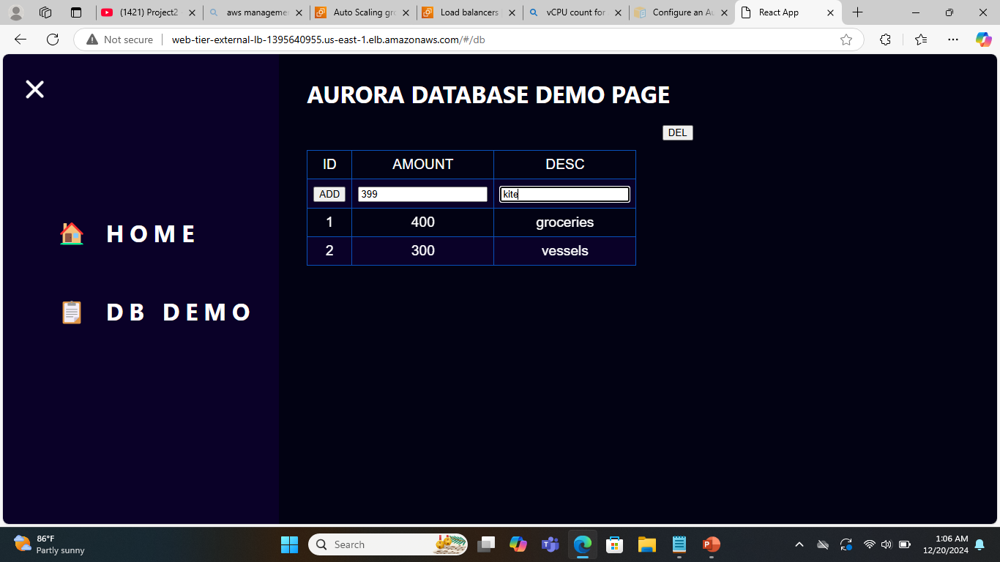 (1421) Project2
aws manageme
Auto Scaling gro
Load balancers
vCPU count for
Configure an Au
React App
Not secure
web-tier-external-lb-1395640955.us-east-1.elb.amazonaws.com/#/db
AURORA DATABASE DEMO PAGE
DEL
ID AMOUNT DESC
ADD 399 kite
1 400 groceries
2 300 vessels
HOME
DB DEMO
86°F
Partly sunny
Search
1:06 AM
12/20/2024